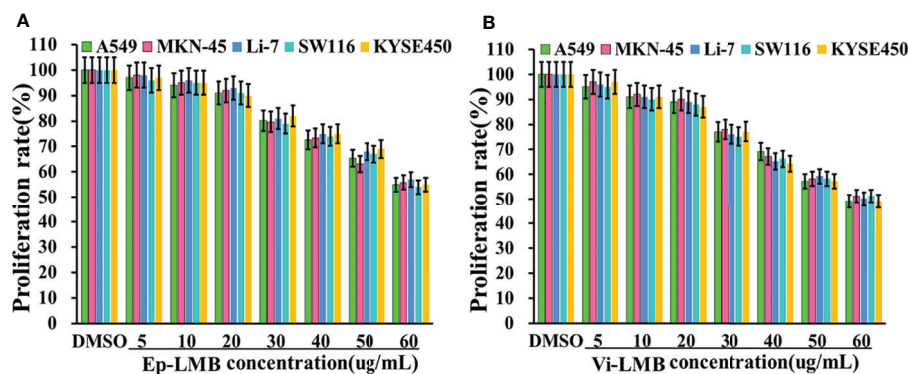 A
A549 MKN-45 Li-7 SW116 KYSE450
Proliferation rate(%)
110
100
90
80
70
60
50
40
30
20
10
0
DMSO 5 10 20 30 40 50 60
Ep-LMB concentration(ug/mL)
B
A549 MKN-45 Li-7 SW116 KYSE450
Proliferation rate(%)
110
100
90
80
70
60
50
40
30
20
10
0
DMSO 5 10 20 30 40 50 60
Vi-LMB concentration(ug/mL)